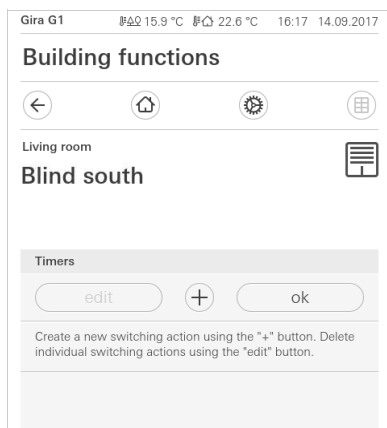 Gira G1 15.9 °C 22.6 °C 16:17 14.09.2017
Building functions
Living room
Blind south
Timers
edit + ok
Create a new switching action using the "+" button. Delete
individual switching actions using the "edit" button.